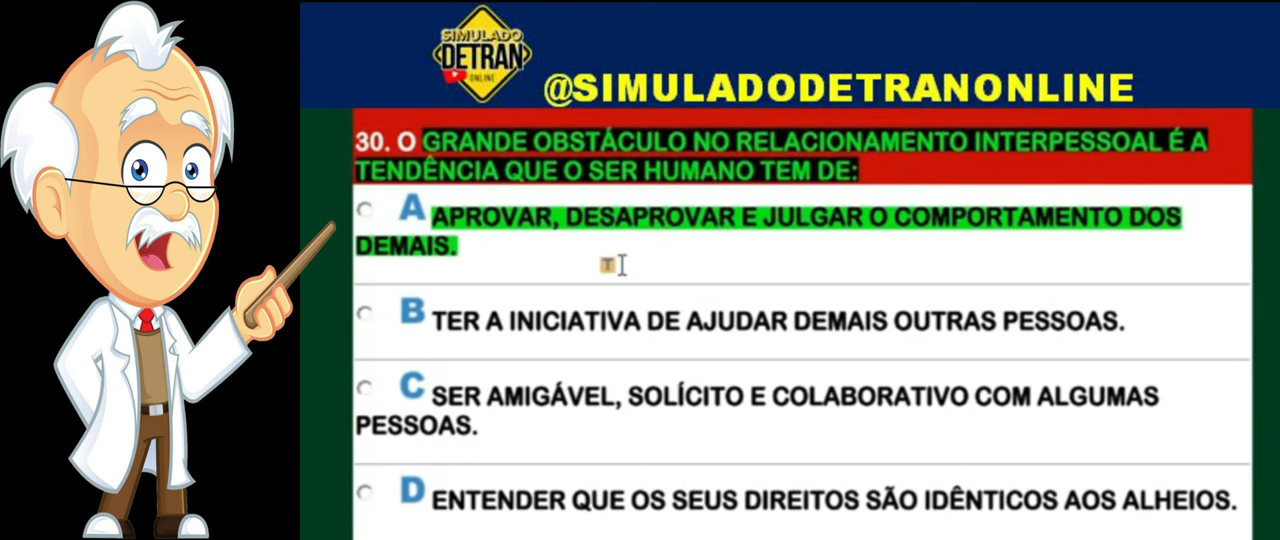 SIMULADO
DETRAN
ONLINE
@SIMULADODETRANONLINE
30. O GRANDE OBSTÁCULO NO RELACIONAMENTO INTERPESSOAL É A
TENDÊNCIA QUE O SER HUMANO TEM DE:
A APROVAR, DESAPROVAR E JULGAR O COMPORTAMENTO DOS
DEMAIS.
T
B TER A INICIATIVA DE AJUDAR DEMAIS OUTRAS PESSOAS.
C SER AMIGÁVEL, SOLÍCITO E COLABORATIVO COM ALGUMAS
PESSOAS.
D ENTENDER QUE OS SEUS DIREITOS SÃO IDÊNTICOS AOS ALHEIOS.